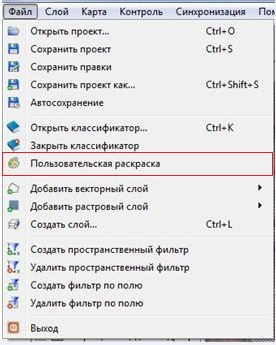 Файл Слой Карта Контроль Синхронизация
Открыть проект... Ctrl+O
Сохранить проект Ctrl+S
Сохранить правки
Сохранить проект как... Ctrl+Shift+S
Автосохранение
Открыть классификатор... Ctrl+K
Закрыть классификатор
Пользовательская раскраска
Добавить векторный слой
Добавить растровый слой
Создать слой... Ctrl+L
Создать пространственный фильтр
Удалить пространственный фильтр
Создать фильтр по полю
Удалить фильтр по полю
Выход